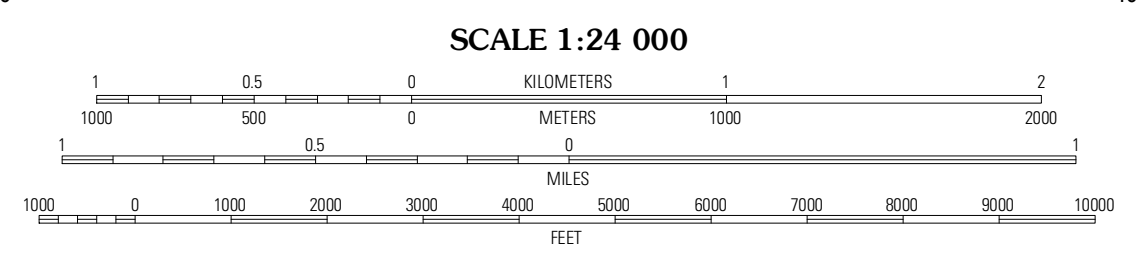 SCALE 1:24 000
1 0.5 0 KILOMETERS 1 2
1000 500 0 METERS 1000 2000
1 0.5 0 1
MILES
1000 0 1000 2000 3000 4000 5000 6000 7000 8000 9000 10000
FEET